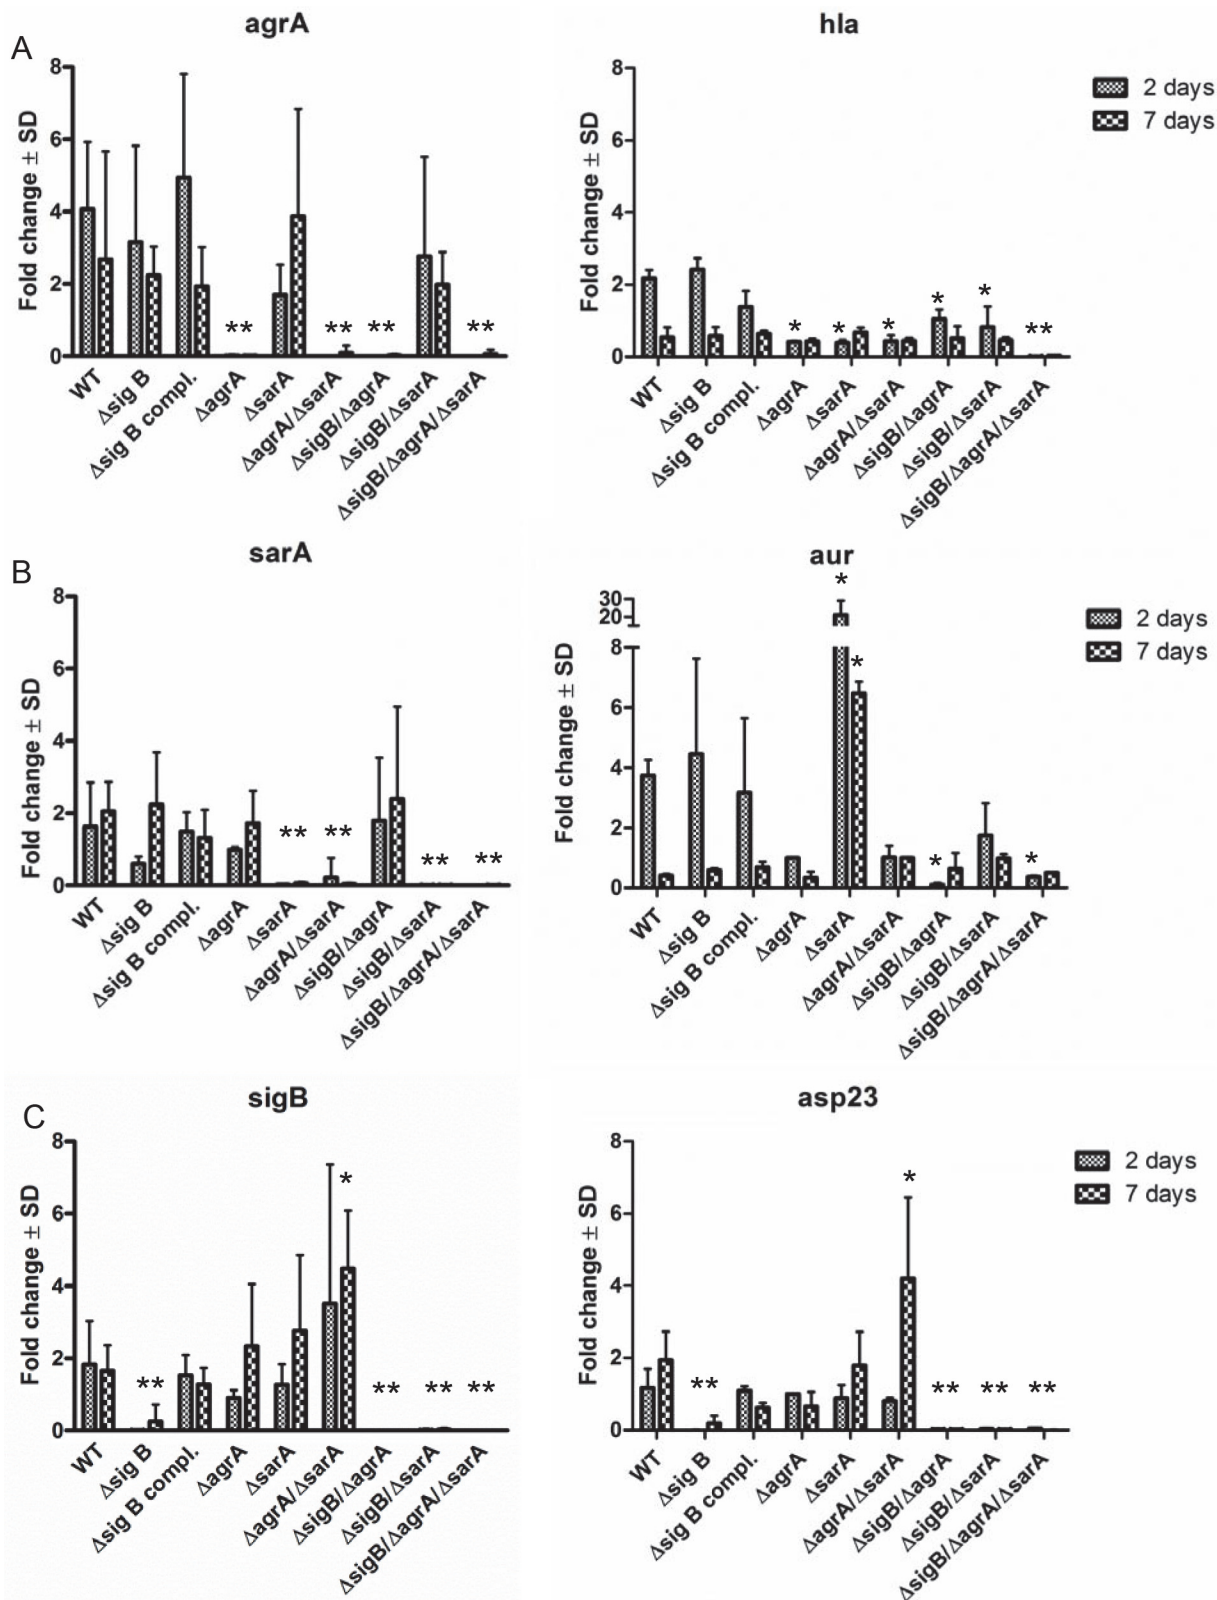 A
agrA
Fold change ± SD
8
6
4
2
0
**
**
**
**
WT
Δsig B
Δsig B compl.
ΔagrA
ΔsarA
ΔagrA/ΔsarA
ΔsigB/ΔagrA
ΔsigB/ΔsarA
ΔsigB/ΔagrA/ΔsarA
hla
Fold change ± SD
8
6
4
2
0
*
*
*
*
*
**
WT
Δsig B
Δsig B compl.
ΔagrA
ΔsarA
ΔagrA/ΔsarA
ΔsigB/ΔagrA
ΔsigB/ΔsarA
ΔsigB/ΔagrA/ΔsarA
2 days
7 days
B
sarA
Fold change ± SD
8
6
4
2
0
**
**
**
**
WT
Δsig B
Δsig B compl.
ΔagrA
ΔsarA
ΔagrA/ΔsarA
ΔsigB/ΔagrA
ΔsigB/ΔsarA
ΔsigB/ΔagrA/ΔsarA
aur
Fold change ± SD
30
20
8
6
4
2
0
*
*
*
*
WT
Δsig B
Δsig B compl.
ΔagrA
ΔsarA
ΔagrA/ΔsarA
ΔsigB/ΔagrA
ΔsigB/ΔsarA
ΔsigB/ΔagrA/ΔsarA
2 days
7 days
C
sigB
Fold change ± SD
8
6
4
2
0
**
*
**
**
**
WT
Δsig B
Δsig B compl.
ΔagrA
ΔsarA
ΔagrA/ΔsarA
ΔsigB/ΔagrA
ΔsigB/ΔsarA
ΔsigB/ΔagrA/ΔsarA
asp23
Fold change ± SD
8
6
4
2
0
**
*
**
**
**
WT
Δsig B
Δsig B compl.
ΔagrA
ΔsarA
ΔagrA/ΔsarA
ΔsigB/ΔagrA
ΔsigB/ΔsarA
ΔsigB/ΔagrA/ΔsarA
2 days
7 days